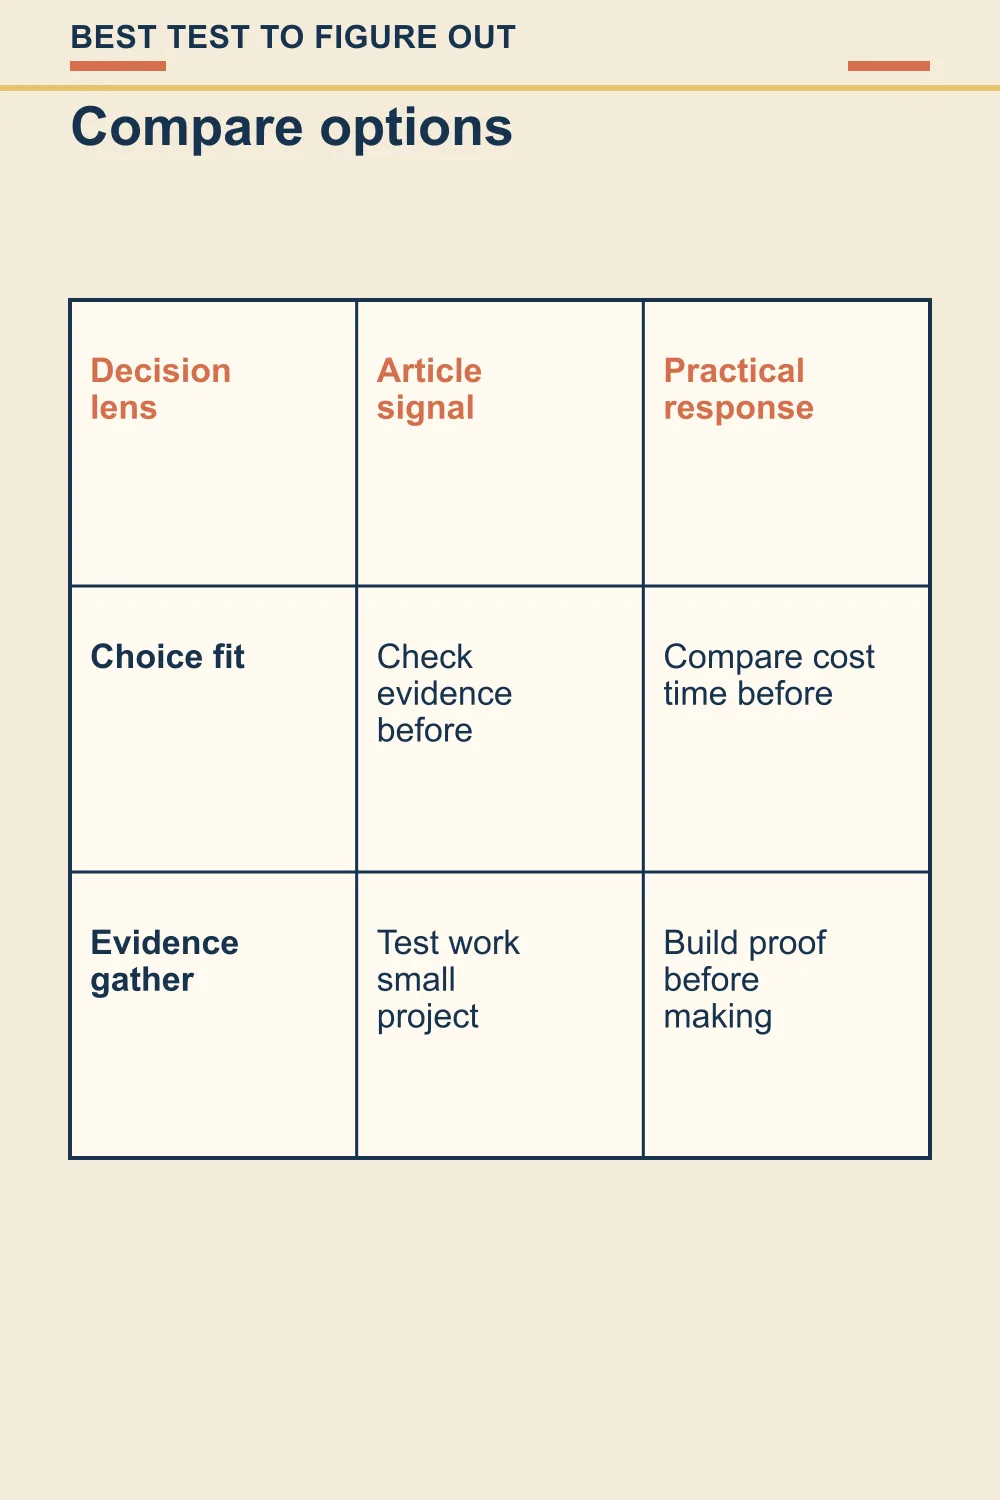 BEST TEST TO FIGURE OUT
Compare options
Decision
lens
Article
signal
Practical
response
Choice fit
Check
evidence
before
Compare cost
time before
Evidence
gather
Test work
small
project
Build proof
before
making